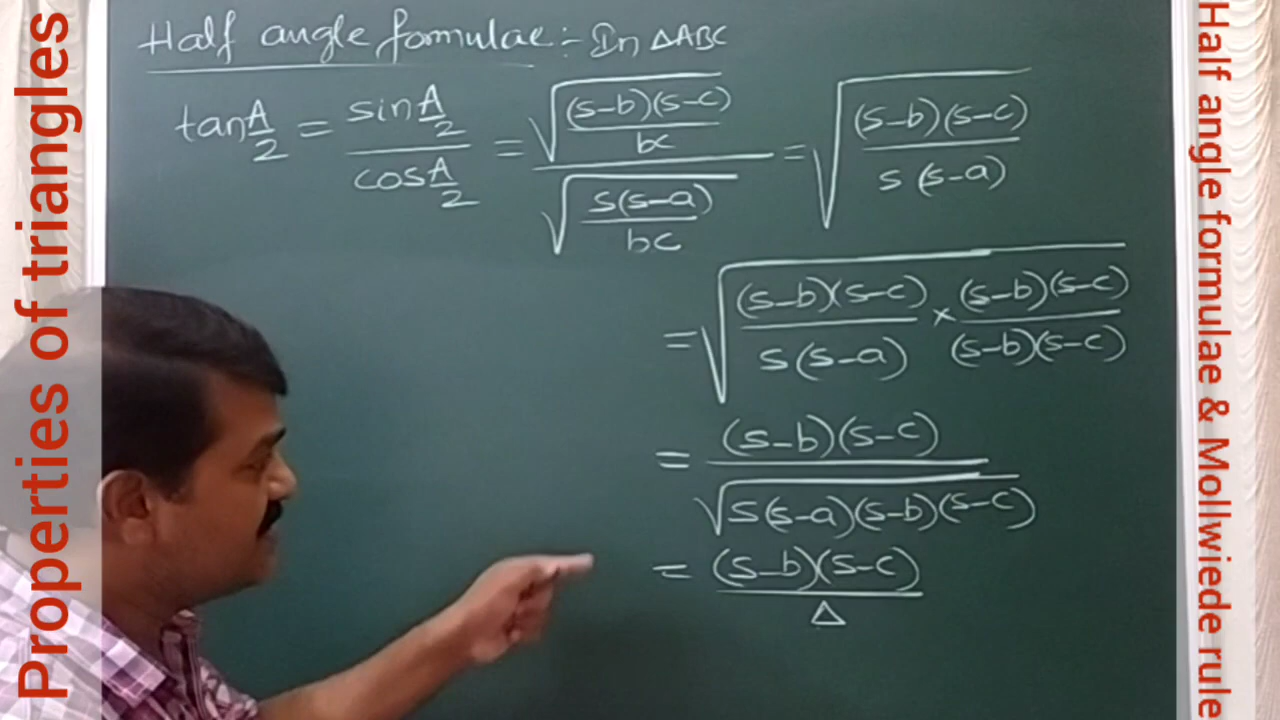 Properties of triangles
Half angle formulae :- In △ABC
tan A/2 = sin A/2 / cos A/2 = √((s-b)(s-c)/bc) / √(s(s-a)/bc) = √((s-b)(s-c)/s(s-a))
= √((s-b)(s-c)/s(s-a) × (s-b)(s-c)/(s-b)(s-c))
= (s-b)(s-c) / √(s(s-a)(s-b)(s-c))
= (s-b)(s-c) / △
Half angle formulae & Mollwiede rule